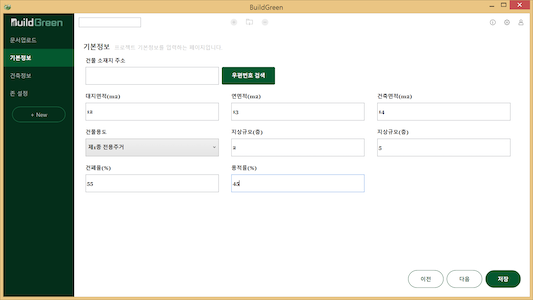 BuildGreen
BuildGreen
문서업로드
기본정보
건축정보
존 설정
+ New
기본정보 프로젝트 기본정보를 입력하는 페이지입니다.
건물 소재지 주소
우편번호 검색
대지면적(m2) 연면적(m2) 건축면적(m2)
12 13 14
건물용도 지상규모(층) 지상규모(층)
제1종 전용주거 2 5
건폐율(%) 용적률(%)
55 45
이전 다음 저장